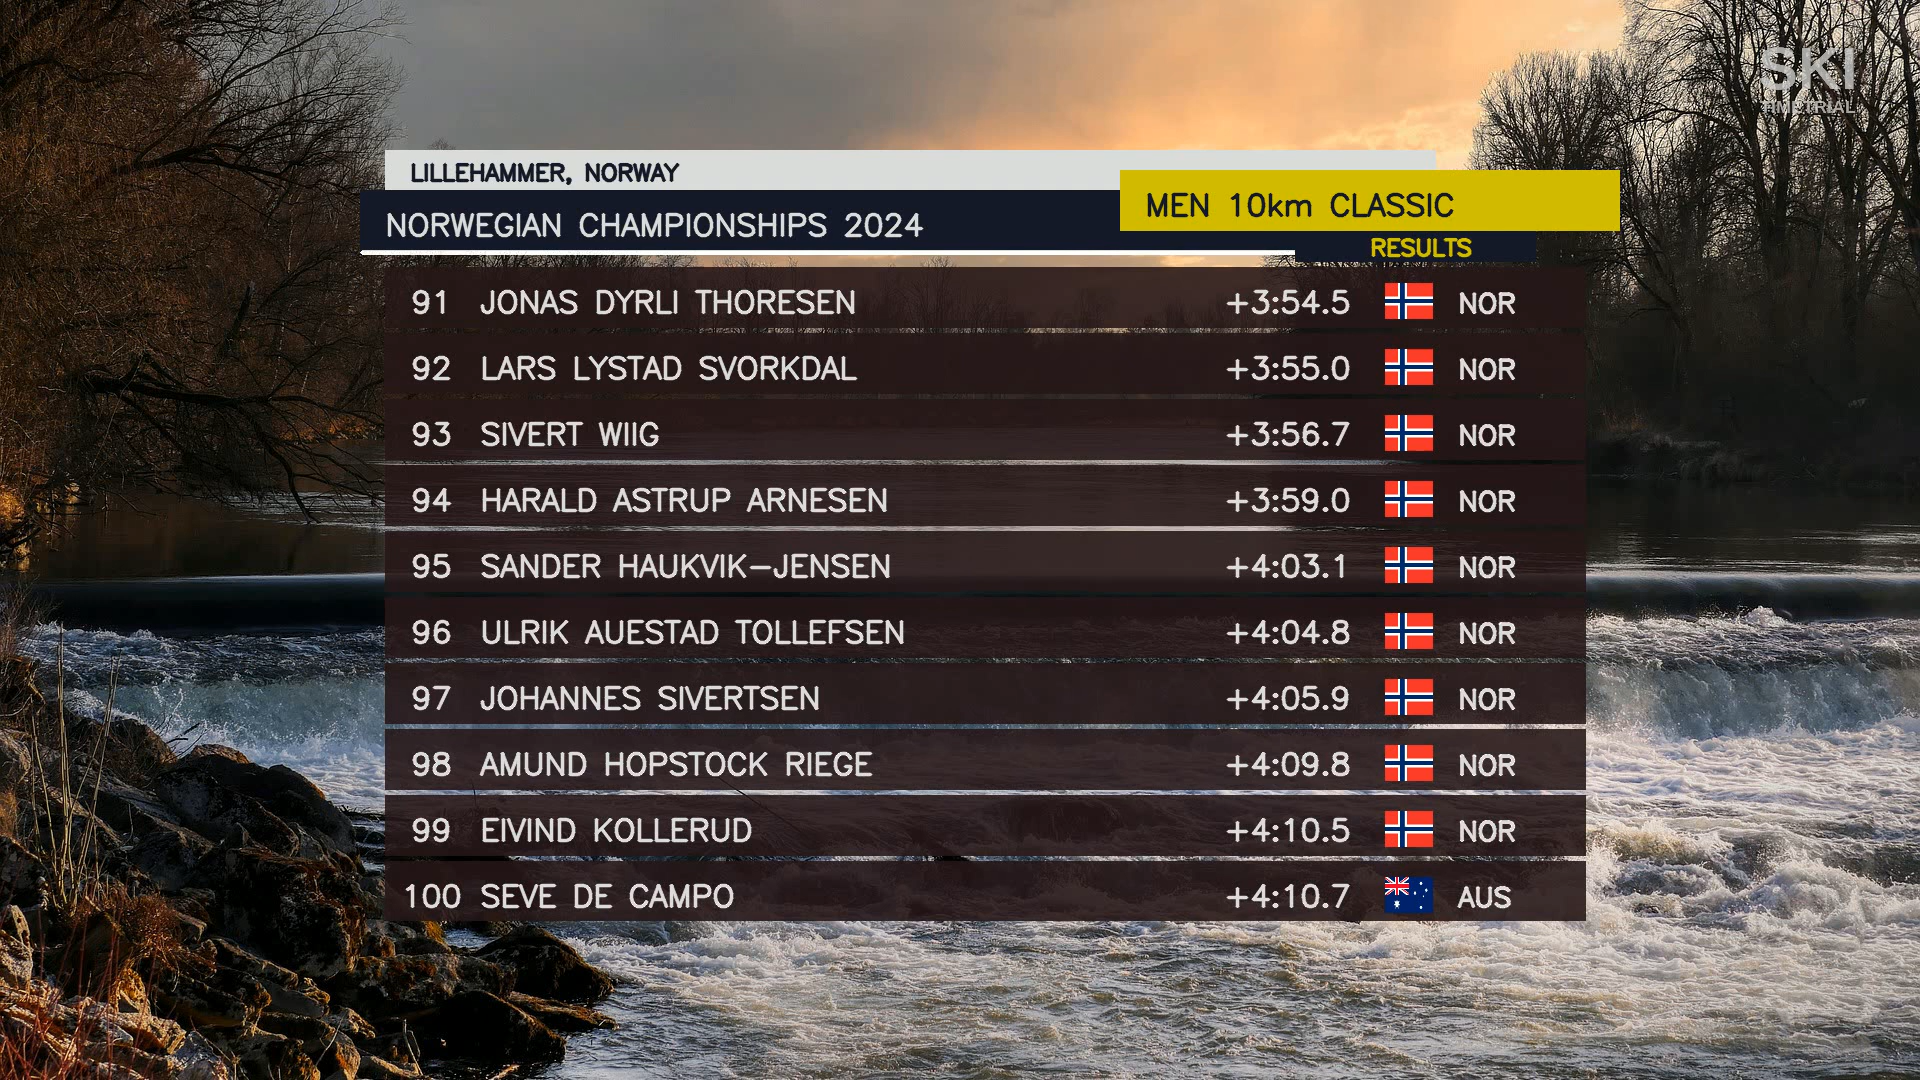 SKI
TIMETRIAL
LILLEHAMMER, NORWAY
NORWEGIAN CHAMPIONSHIPS 2024
MEN 10km CLASSIC
RESULTS
91 JONAS DYRLI THORESEN +3:54.5 NOR
92 LARS LYSTAD SVORKDAL +3:55.0 NOR
93 SIVERT WIIG +3:56.7 NOR
94 HARALD ASTRUP ARNESEN +3:59.0 NOR
95 SANDER HAUKVIK-JENSEN +4:03.1 NOR
96 ULRIK AUESTAD TOLLEFSEN +4:04.8 NOR
97 JOHANNES SIVERTSEN +4:05.9 NOR
98 AMUND HOPSTOCK RIEGE +4:09.8 NOR
99 EIVIND KOLLERUD +4:10.5 NOR
100 SEVE DE CAMPO +4:10.7 AUS